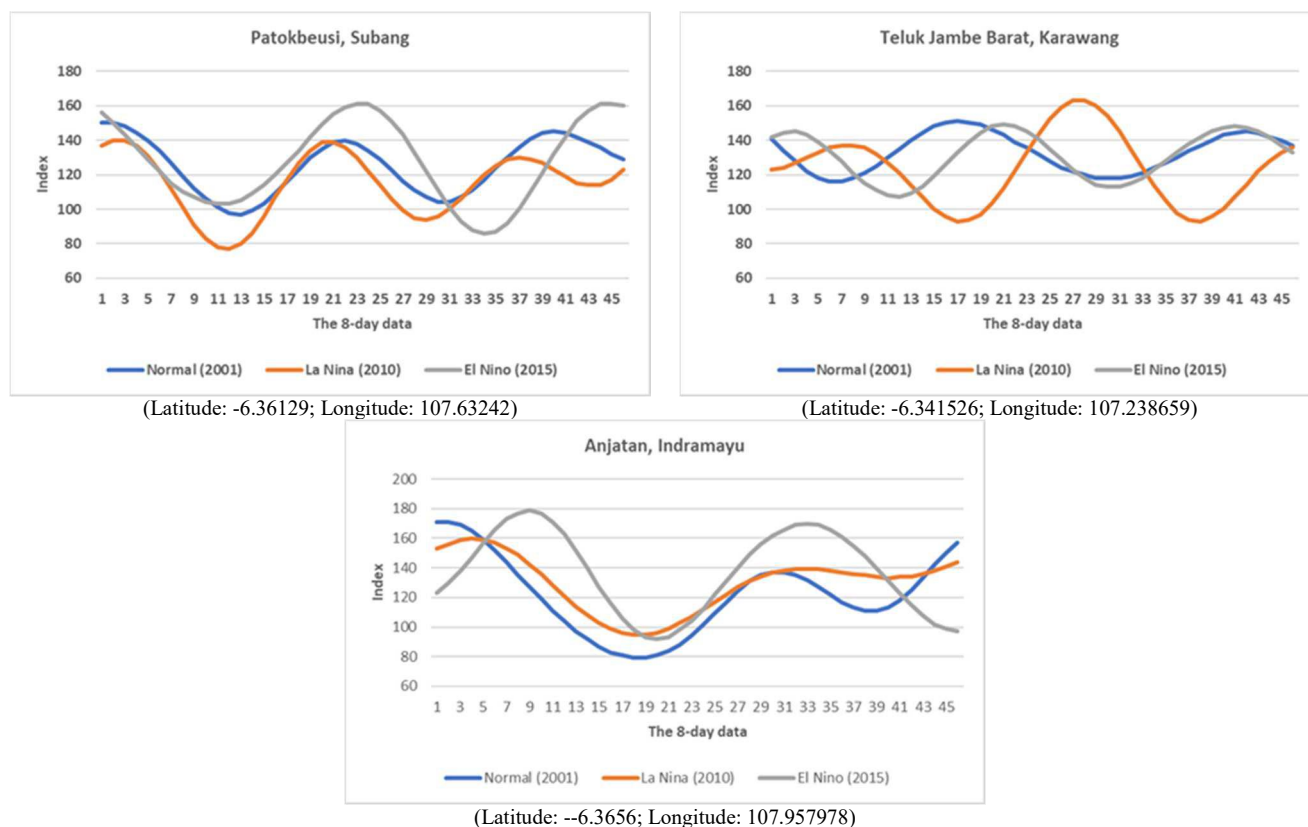 Patokbeusi, Subang
180
160
140
120
100
80
60
Index
1 3 5 7 9 11 13 15 17 19 21 23 25 27 29 31 33 35 37 39 41 43 45
The 8-day data
Normal (2001) La Nina (2010) El Nino (2015)
(Latitude: -6.36129; Longitude: 107.63242)
Teluk Jambe Barat, Karawang
180
160
140
120
100
80
60
Index
1 3 5 7 9 11 13 15 17 19 21 23 25 27 29 31 33 35 37 39 41 43 45
The 8-day data
Normal (2001) La Nina (2010) El Nino (2015)
(Latitude: -6.341526; Longitude: 107.238659)
Anjatan, Indramayu
200
180
160
140
120
100
80
60
Index
1 3 5 7 9 11 13 15 17 19 21 23 25 27 29 31 33 35 37 39 41 43 45
The 8-day data
Normal (2001) La Nina (2010) El Nino (2015)
(Latitude: --6.3656; Longitude: 107.957978)